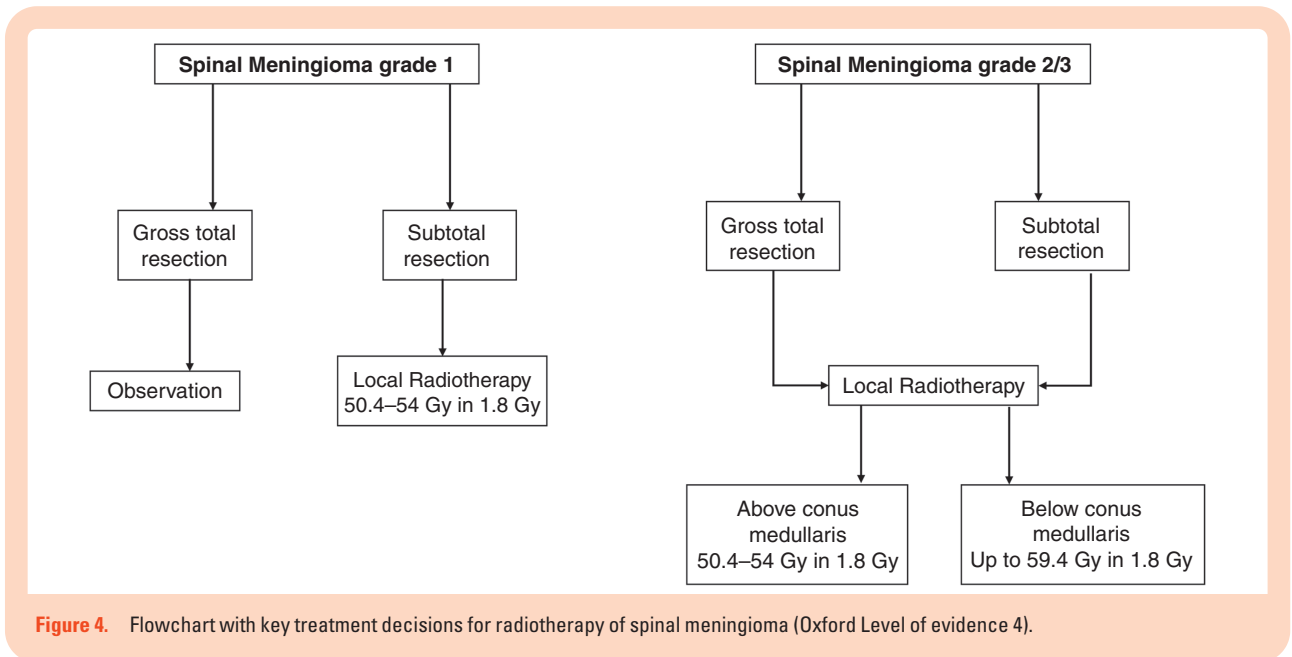 Spinal Meningioma grade 1
Gross total
resection
Observation
Subtotal
resection
Local Radiotherapy
50.4–54 Gy in 1.8 Gy
Spinal Meningioma grade 2/3
Gross total
resection
Subtotal
resection
Local Radiotherapy
Above conus
medullaris
50.4–54 Gy in 1.8 Gy
Below conus
medullaris
Up to 59.4 Gy in 1.8 Gy
Figure 4. Flowchart with key treatment decisions for radiotherapy of spinal meningioma (Oxford Level of evidence 4).